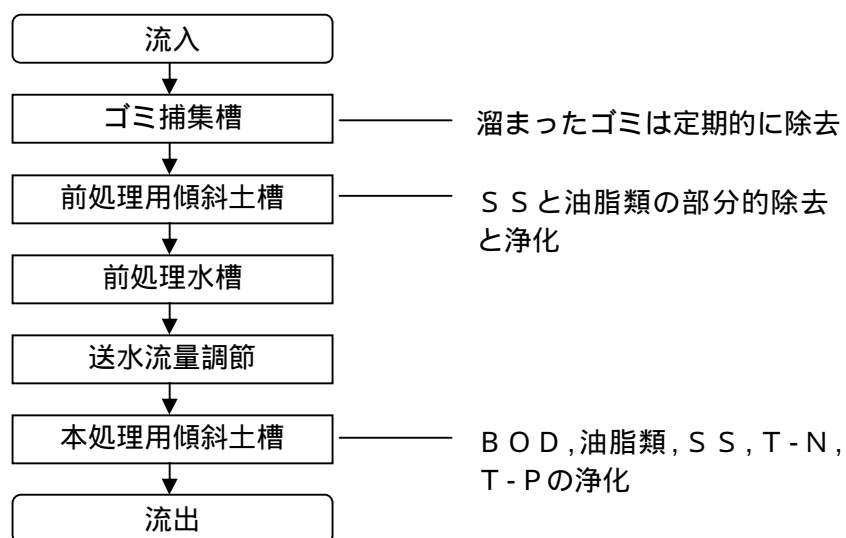 流入
ゴミ捕集槽
溜まったゴミは定期的に除去
前処理用傾斜土槽
ＳＳと油脂類の部分的除去
と浄化
前処理水槽
送水流量調節
本処理用傾斜土槽
ＢＯＤ,油脂類,ＳＳ,Ｔ-Ｎ,
Ｔ-Ｐの浄化
流出